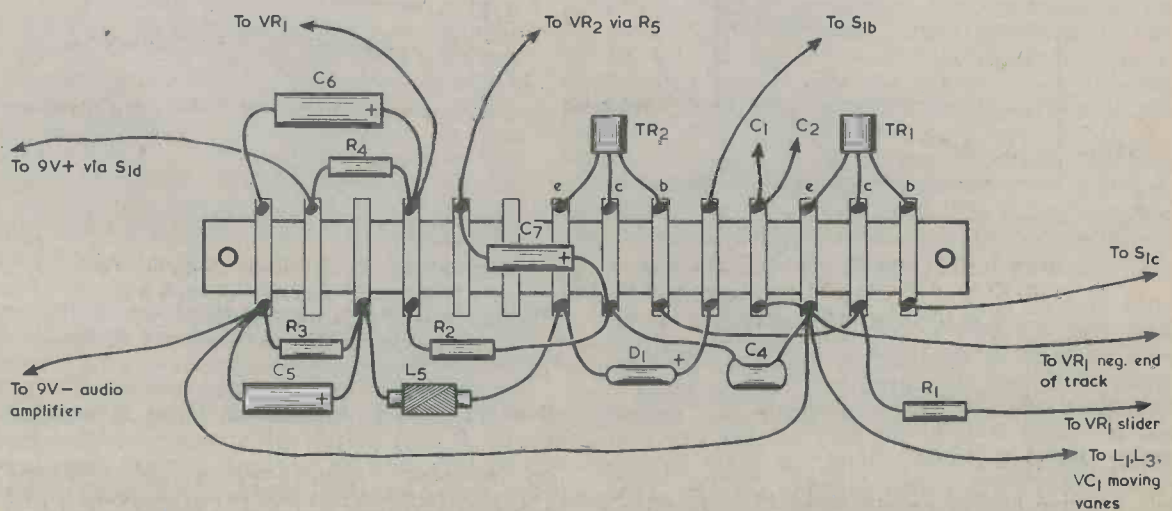 To VR₁
To VR₂ via R₅
To S₁b
C₆
+
TR₂
C₁
C₂
TR₁
R₄
To 9V+ via S₁d
e
c
b
e
c
b
C₇
+
To S₁c
R₃
R₂
D₁
+
C₄
To VR₁ neg. end
of track
To 9V– audio
amplifier
C₅
+
L₅
R₁
To VR₁ slider
To L₁, L₃,
VC₁ moving
vanes